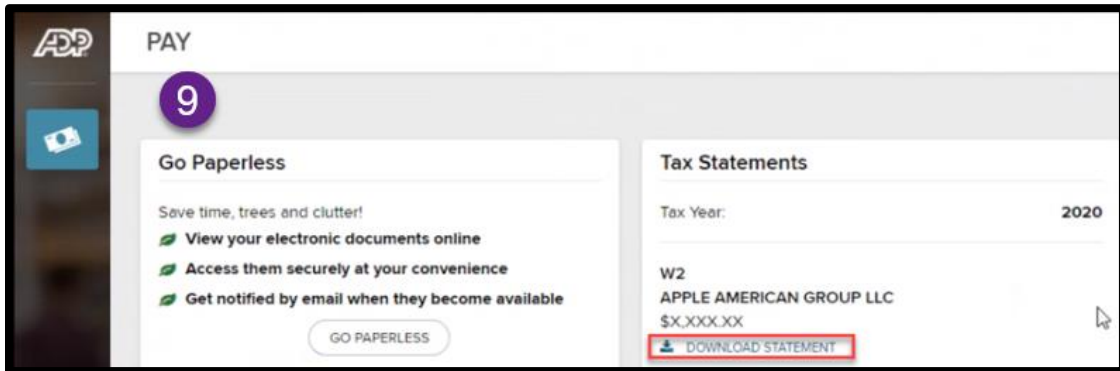 ADP
PAY
9
Go Paperless
Save time, trees and clutter!
View your electronic documents online
Access them securely at your convenience
Get notified by email when they become available
GO PAPERLESS
Tax Statements
Tax Year: 2020
W2
APPLE AMERICAN GROUP LLC
$X,XXX.XX
DOWNLOAD STATEMENT